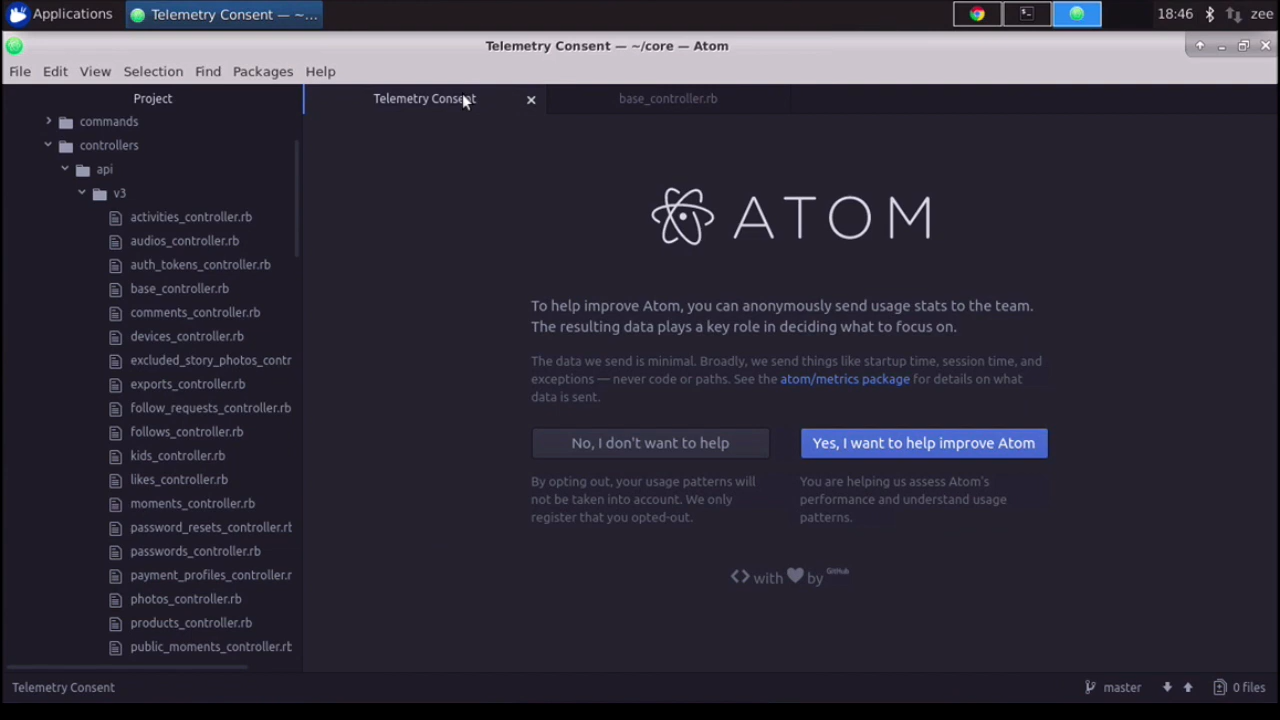 Applications
Telemetry Consent — ~...
18:46
zee
Telemetry Consent — ~/core — Atom
File Edit View Selection Find Packages Help
Project
Telemetry Consent
base_controller.rb
commands
controllers
api
v3
activities_controller.rb
audios_controller.rb
auth_tokens_controller.rb
base_controller.rb
comments_controller.rb
devices_controller.rb
excluded_story_photos_contr
exports_controller.rb
follow_requests_controller.rb
follows_controller.rb
kids_controller.rb
likes_controller.rb
moments_controller.rb
password_resets_controller.rb
passwords_controller.rb
payment_profiles_controller.r
photos_controller.rb
products_controller.rb
public_moments_controller.rb
ATOM
To help improve Atom, you can anonymously send usage stats to the team.
The resulting data plays a key role in deciding what to focus on.
The data we send is minimal. Broadly, we send things like startup time, session time, and
exceptions — never code or paths. See the atom/metrics package for details on what
data is sent.
No, I don't want to help
By opting out, your usage patterns will
not be taken into account. We only
register that you opted-out.
Yes, I want to help improve Atom
You are helping us assess Atom's
performance and understand usage
patterns.
with by GitHub
Telemetry Consent
master
0 files